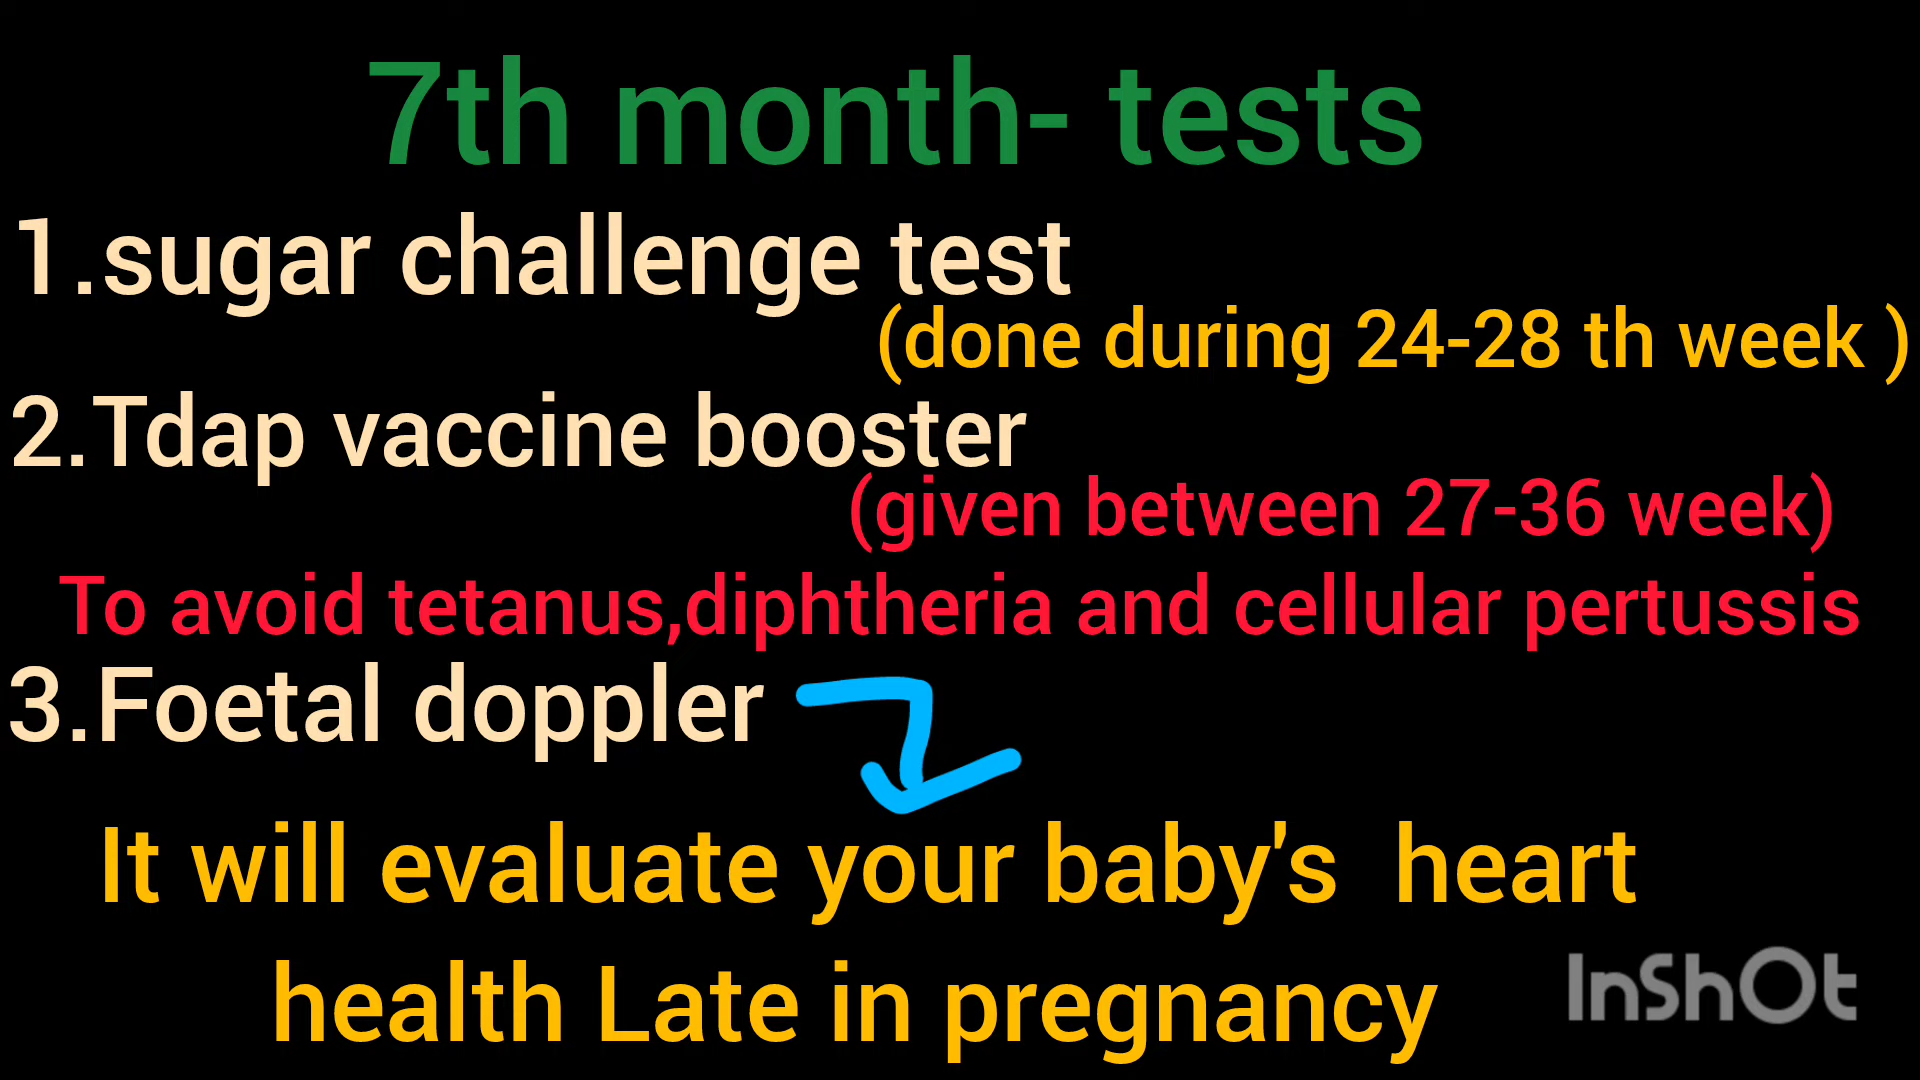 7th month- tests
1.sugar challenge test
(done during 24-28 th week )
2.Tdap vaccine booster
(given between 27-36 week)
To avoid tetanus,diphtheria and cellular pertussis
3.Foetal doppler
It will evaluate your baby's  heart
health Late in pregnancy
InShOt